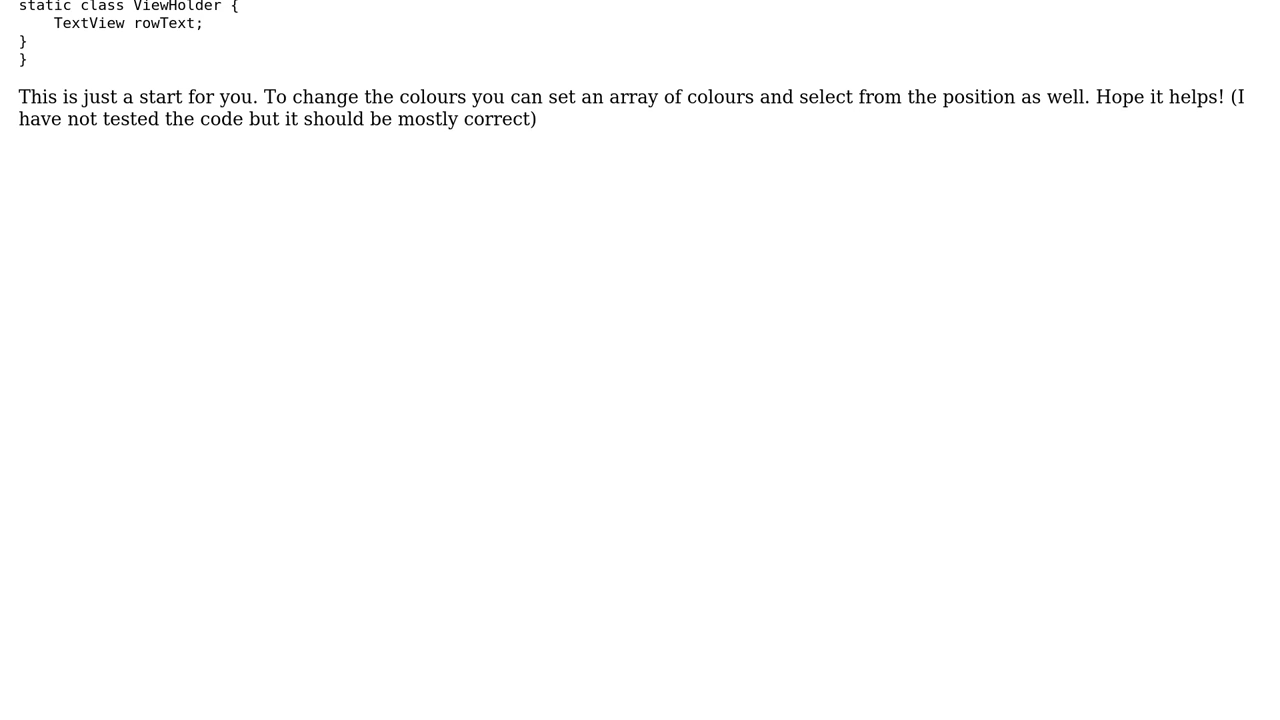 static class ViewHolder {
    TextView rowText;
}
}
This is just a start for you. To change the colours you can set an array of colours and select from the position as well. Hope it helps! (I
have not tested the code but it should be mostly correct)